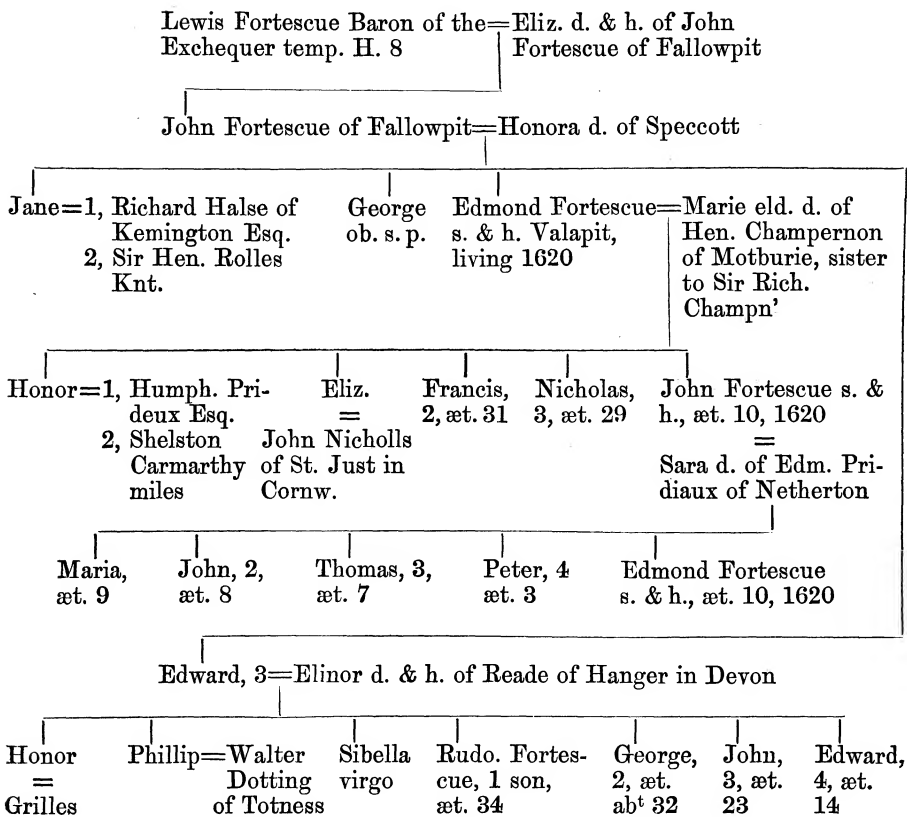 Lewis Fortescue Baron of the=Eliz. d. & h. of John
Exchequer temp. H. 8 Fortescue of Fallowpit
John Fortescue of Fallowpit=Honora d. of Speccott
Jane=1, Richard Halse of
Kemington Esq.
2, Sir Hen. Rolles
Knt.
George
ob. s. p.
Edmond Fortescue=Marie eld. d. of
s. & h. Valapit,
living 1620
Hen. Champernon
of Motburie, sister
to Sir Rich.
Champn’
Honor=1, Humph. Pri-
deux Esq.
2, Shelston
Carmarthy
miles
Eliz.
=
John Nicholls
of St. Just in
Cornw.
Francis,
2, æt. 31
Nicholas,
3, æt. 29
John Fortescue s. &
h., æt. 10, 1620
=
Sara d. of Edm. Pri-
diaux of Netherton
Maria,
æt. 9
John, 2,
æt. 8
Thomas, 3,
æt. 7
Peter, 4
æt. 3
Edmond Fortescue
s. & h., æt. 10, 1620
Edward, 3=Elinor d. & h. of Reade of Hanger in Devon
Honor
=
Grilles
Phillip=Walter
Dotting
of Totness
Sibella
virgo
Rudo. Fortes-
cue, 1 son,
æt. 34
George,
2, æt.
abᵗ 32
John,
3, æt.
23
Edward,
4, æt.
14